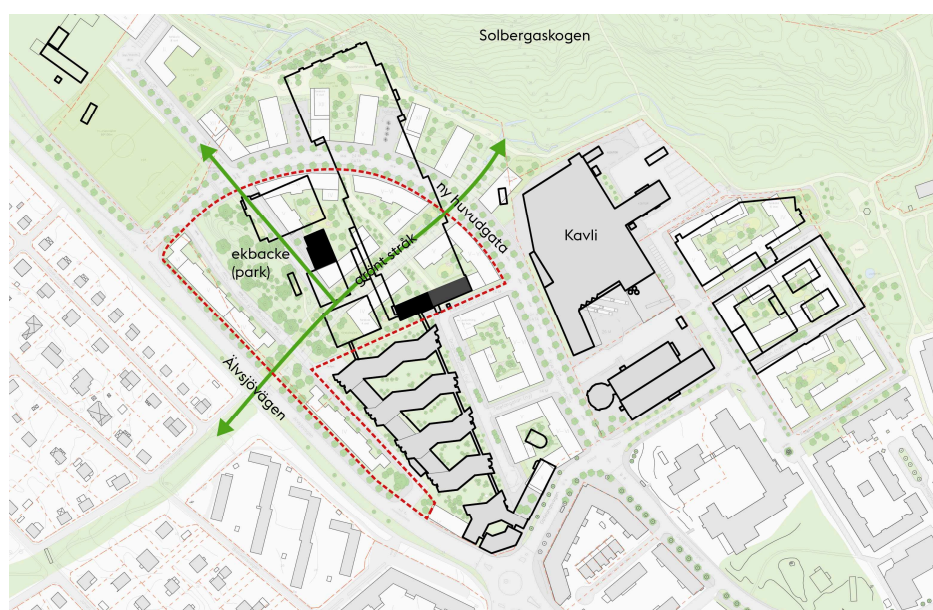 Solbergaskogen
ny huvudgata
Kavli
ekbacke
(park)
grönt stråk
Älvsjövägen